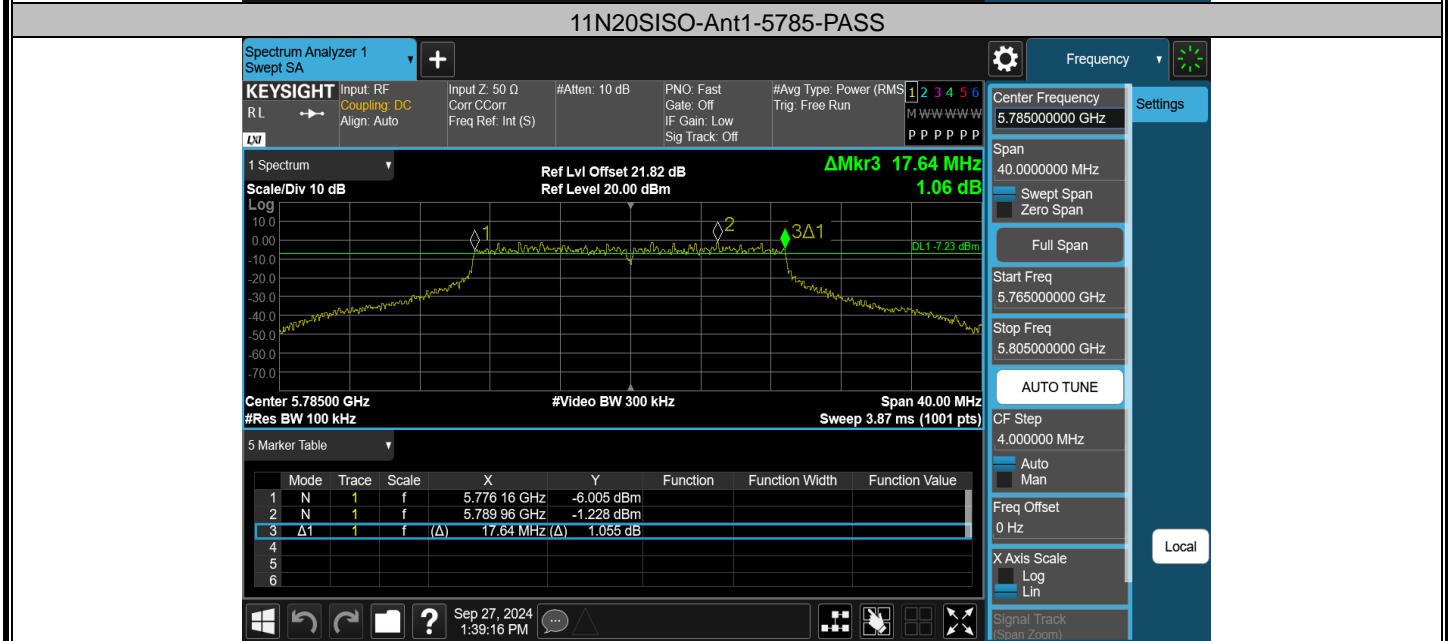 11N20SISO-Ant1-5785-PASS
Spectrum Analyzer 1
Swept SA
Frequency
KEYSIGHT
RL
LXI
Input: RF
Coupling: DC
Align: Auto
Input Z: 50 Ω
Corr CCorr
Freq Ref: Int (S)
#Atten: 10 dB
PNO: Fast
Gate: Off
IF Gain: Low
Sig Track: Off
#Avg Type: Power (RMS
Trig: Free Run
1 2 3 4 5 6
M W W W W W
P P P P P P
1 Spectrum
Scale/Div 10 dB
Ref Lvl Offset 21.82 dB
Ref Level 20.00 dBm
ΔMkr3 17.64 MHz
1.06 dB
Log
10.0
0.00
-10.0
-20.0
-30.0
-40.0
-50.0
-60.0
-70.0
1
2
3Δ1
DL1 -7.23 dBm
Center 5.78500 GHz
#Video BW 300 kHz
Span 40.00 MHz
#Res BW 100 kHz
Sweep 3.87 ms (1001 pts)
5 Marker Table
Mode Trace Scale X Y Function Function Width Function Value
1 N 1 f 5.776 16 GHz -6.005 dBm
2 N 1 f 5.789 96 GHz -1.228 dBm
3 Δ1 1 f (Δ) 17.64 MHz (Δ) 1.055 dB
4
5
6
Sep 27, 2024
1:39:16 PM
Center Frequency
5.785000000 GHz
Span
40.0000000 MHz
Swept Span
Zero Span
Full Span
Start Freq
5.765000000 GHz
Stop Freq
5.805000000 GHz
AUTO TUNE
CF Step
4.000000 MHz
Auto
Man
Freq Offset
0 Hz
X Axis Scale
Log
Lin
Signal Track
(Span Zoom)
Settings
Local